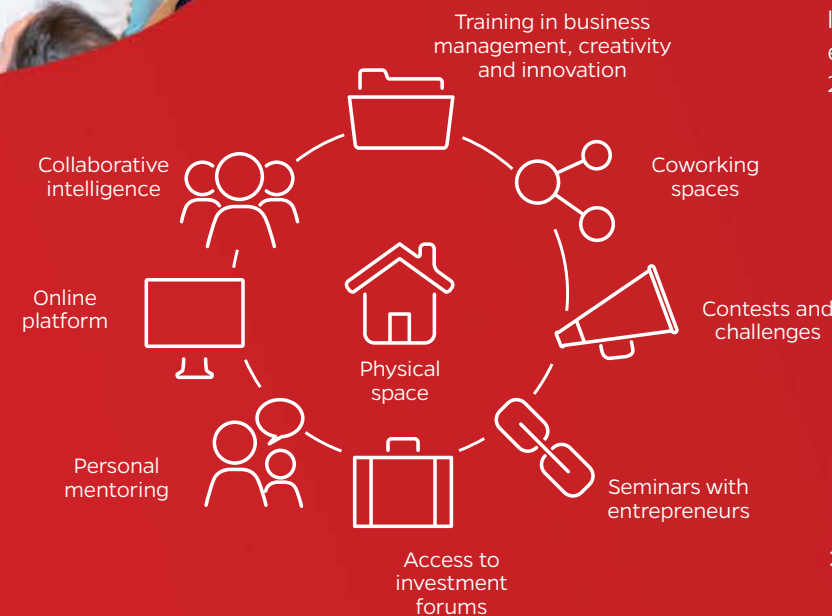 Training in business
management, creativity
and innovation
Collaborative
intelligence
Coworking
spaces
Online
platform
Physical
space
Contests and
challenges
Personal
mentoring
Seminars with
entrepreneurs
Access to
investment
forums